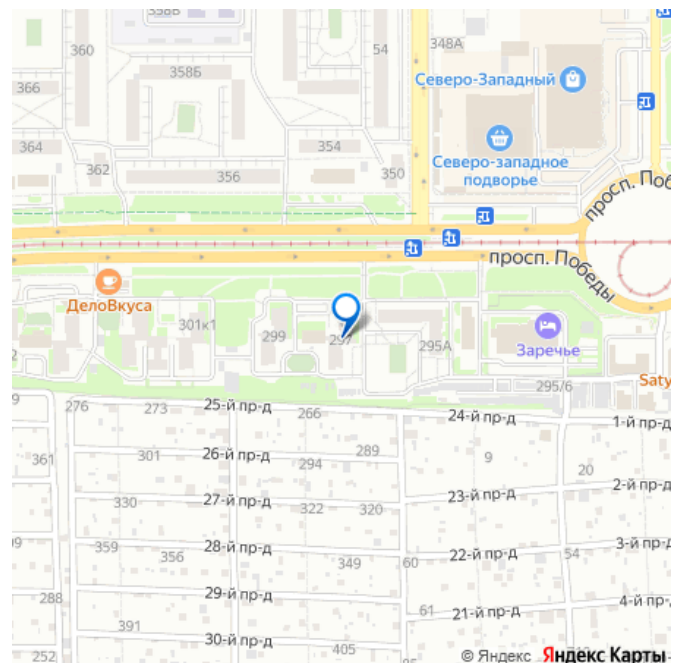 358Б
360
54
348А
366
358Б
Северо-Западный
364
354
Северо-западное
подворье
362
356
350
просп. Поб
просп. Победы
ДелоВкуса
301к1
299
297
295А
Заречье
295/6
Saty
276
273
25-й пр-д
266
24-й пр-д
1-й пр-д
361
301
26-й пр-д
294
289
9
20
2-й пр-д
330
27-й пр-д
322
320
23-й пр-д
359
356
28-й пр-д
349
60
22-й пр-д
54
3-й пр-д
288
29-й пр-д
61
21-й пр-д
4-й пр-д
391
30-й пр-д
405
252
© Яндекс Яндекс Карты